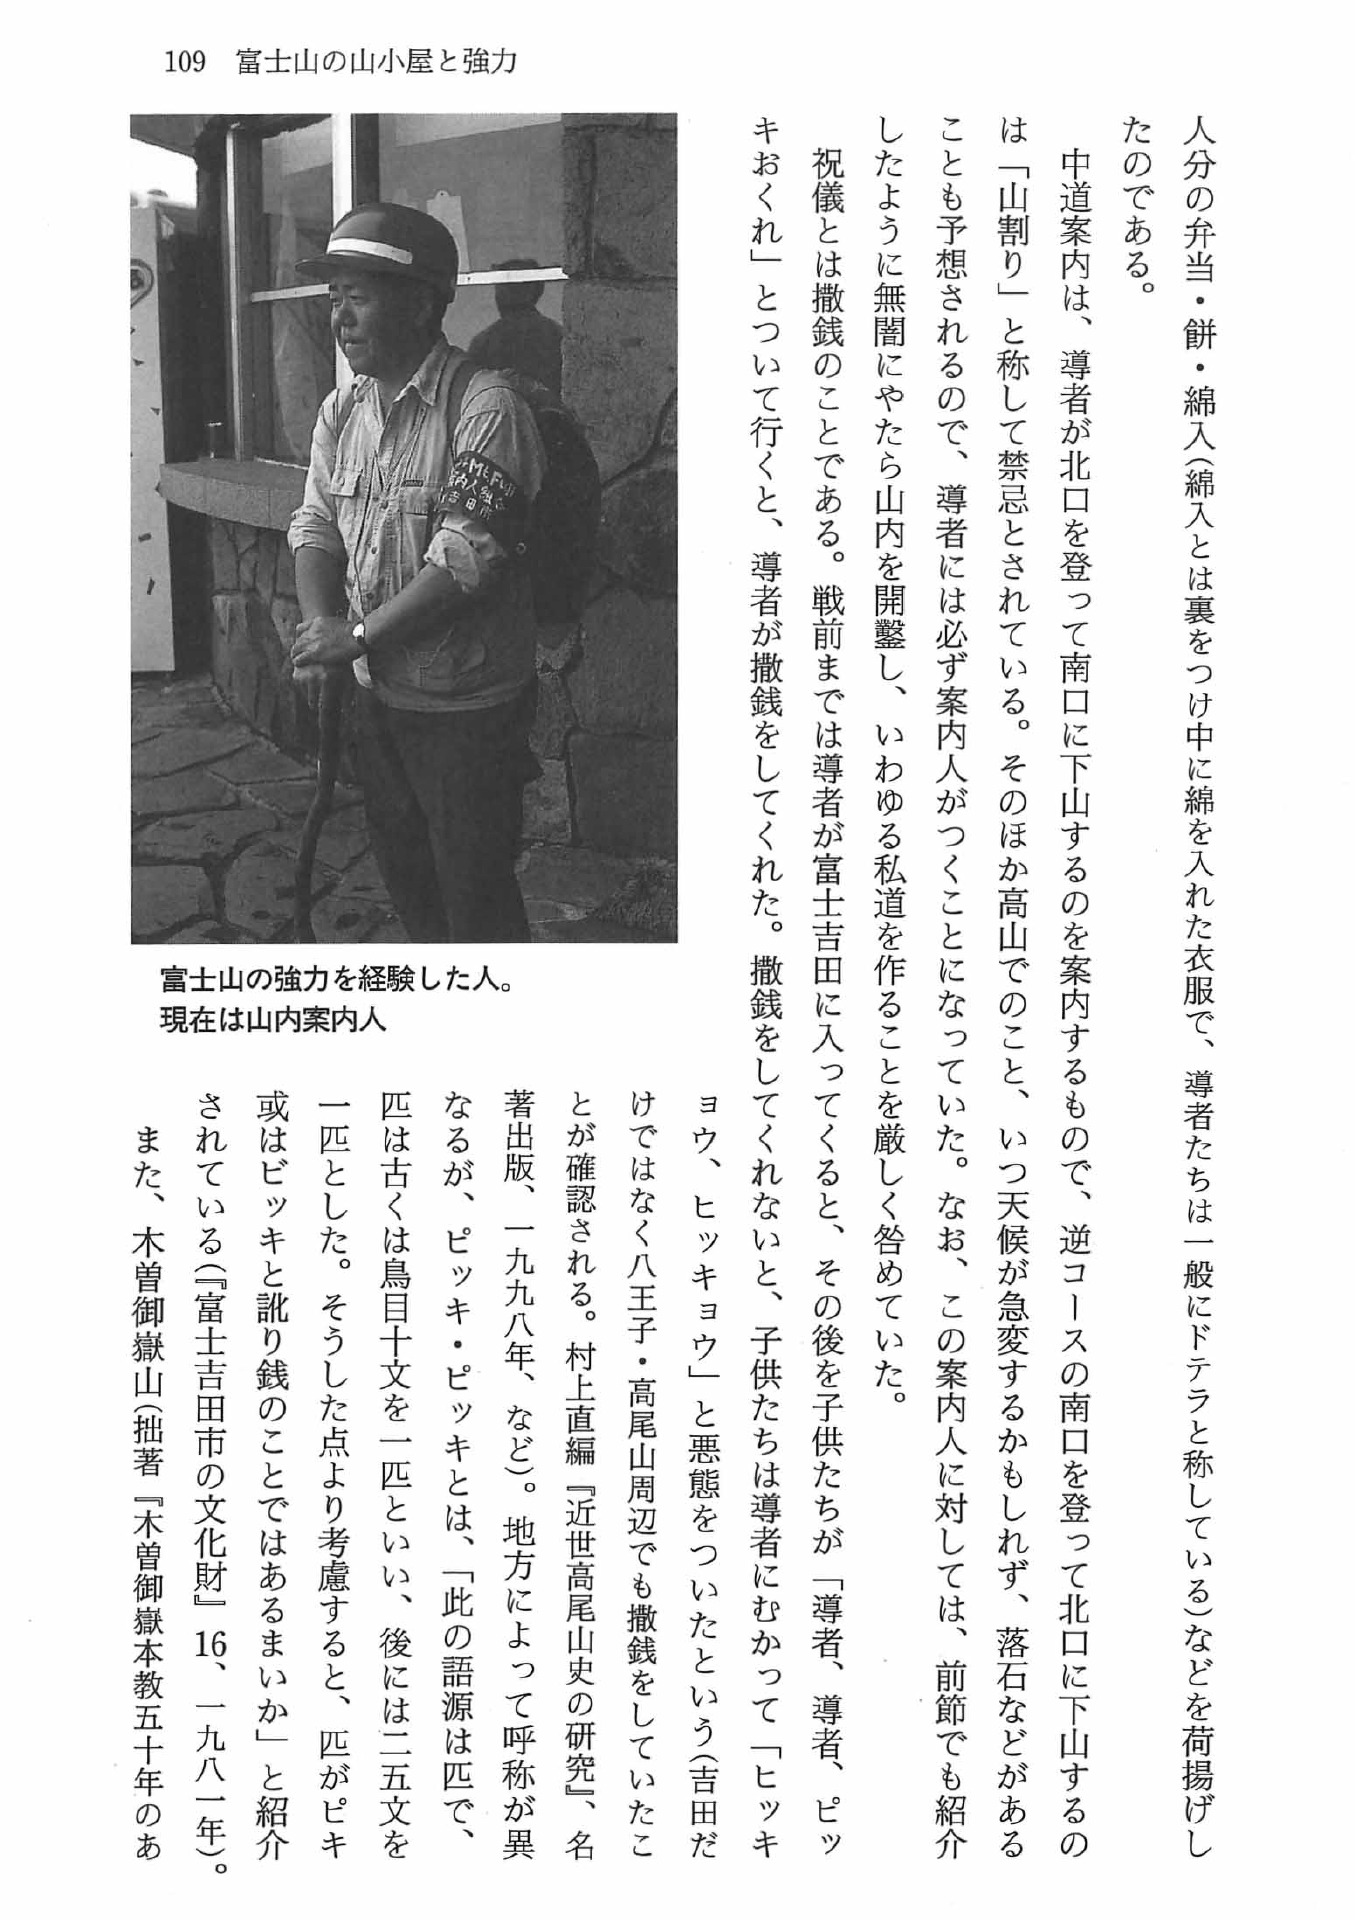 109 富士山の山小屋と強力
人分の弁当・餅・綿入(綿入とは裏をつけ中に綿を入れた衣服で、導者たちは一般にドテラと称している)などを荷揚げし
たのである。
中道案内は、導者が北口を登って南口に下山するのを案内するもので、逆コースの南口を登って北口に下山するの
は「山割り」と称して禁忌とされている。そのほか高山でのこと、いつ天候が急変するかもしれず、落石などがある
ことも予想されるので、導者には必ず案内人がつくことになっていた。なお、この案内人に対しては、前節でも紹介
したように無闇にやたら山内を開鑿し、いわゆる私道を作ることを厳しく咎めていた。
祝儀とは撒銭のことである。戦前までは導者が富士吉田に入ってくると、その後を子供たちが「導者、導者、ピッ
キおくれ」とついて行くと、導者が撒銭をしてくれた。撒銭をしてくれないと、子供たちは導者にむかって「ヒッキ
ョウ、ヒッキョウ」と悪態をついたという(吉田だ
けではなく八王子・高尾山周辺でも撒銭をしていたこ
とが確認される。村上直編『近世高尾山史の研究』、名
著出版、一九九八年、など)。地方によって呼称が異
なるが、ピッキ・ピッキとは、「此の語源は匹で、
匹は古くは鳥目十文を一匹といい、後には二五文を
一匹とした。そうした点より考慮すると、匹がピキ
或はビッキと訛り銭のことではあるまいか」と紹介
されている(『富士吉田市の文化財』16、一九八一年)。
また、木曽御嶽山(拙著『木曽御嶽本教五十年のあ
Mt.Fuji
富士山の強力を経験した人。
現在は山内案内人